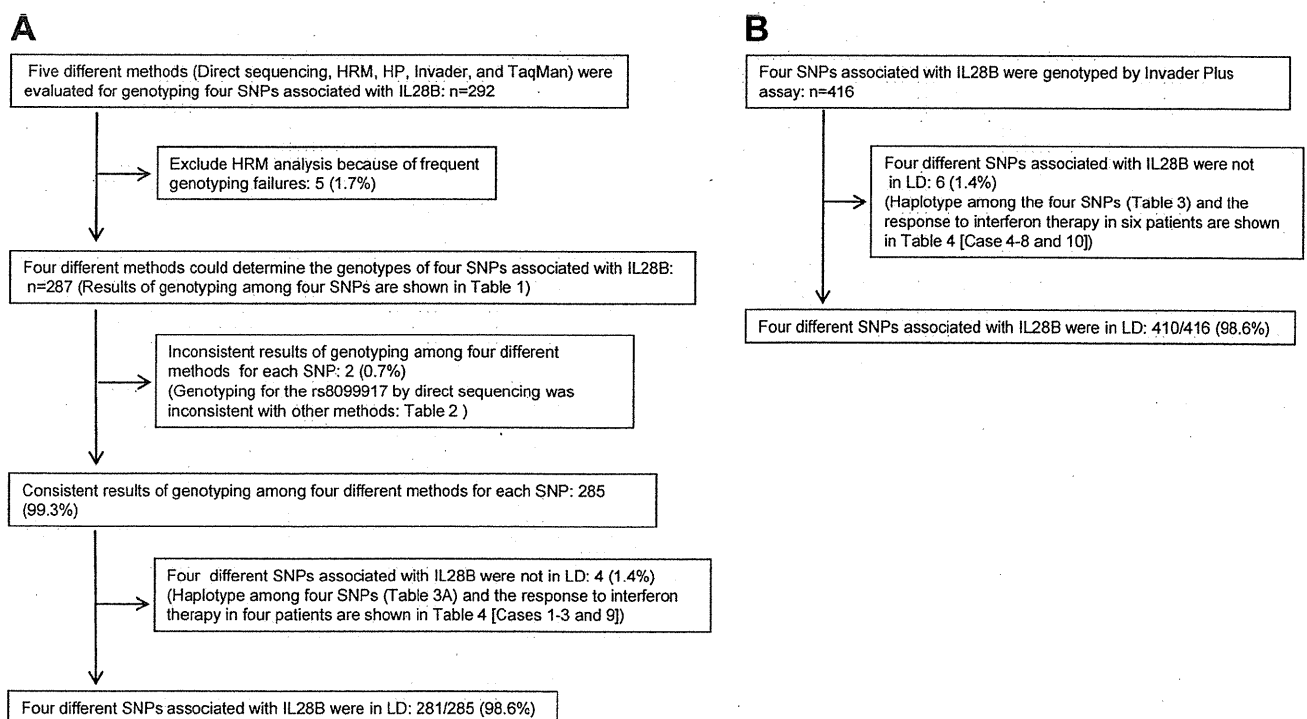 A
Five different methods (Direct sequencing, HRM, HP, Invader, and TaqMan) were
evaluated for genotyping four SNPs associated with IL28B: n=292
Exclude HRM analysis because of frequent
genotyping failures: 5 (1.7%)
Four different methods could determine the genotypes of four SNPs associated with IL28B:
n=287 (Results of genotyping among four SNPs are shown in Table 1)
Inconsistent results of genotyping among four different
methods for each SNP: 2 (0.7%)
(Genotyping for the rs8099917 by direct sequencing was
inconsistent with other methods: Table 2 )
Consistent results of genotyping among four different methods for each SNP: 285
(99.3%)
Four different SNPs associated with IL28B were not in LD: 4 (1.4%)
(Haplotype among four SNPs (Table 3A) and the response to interferon
therapy in four patients are shown in Table 4 [Cases 1-3 and 9])
Four different SNPs associated with IL28B were in LD: 281/285 (98.6%)
B
Four SNPs associated with IL28B were genotyped by Invader Plus
assay: n=416
Four different SNPs associated with IL28B were not
in LD: 6 (1.4%)
(Haplotype among the four SNPs (Table 3) and the
response to interferon therapy in six patients are shown
in Table 4 [Case 4-8 and 10])
Four different SNPs associated with IL28B were in LD: 410/416 (98.6%)